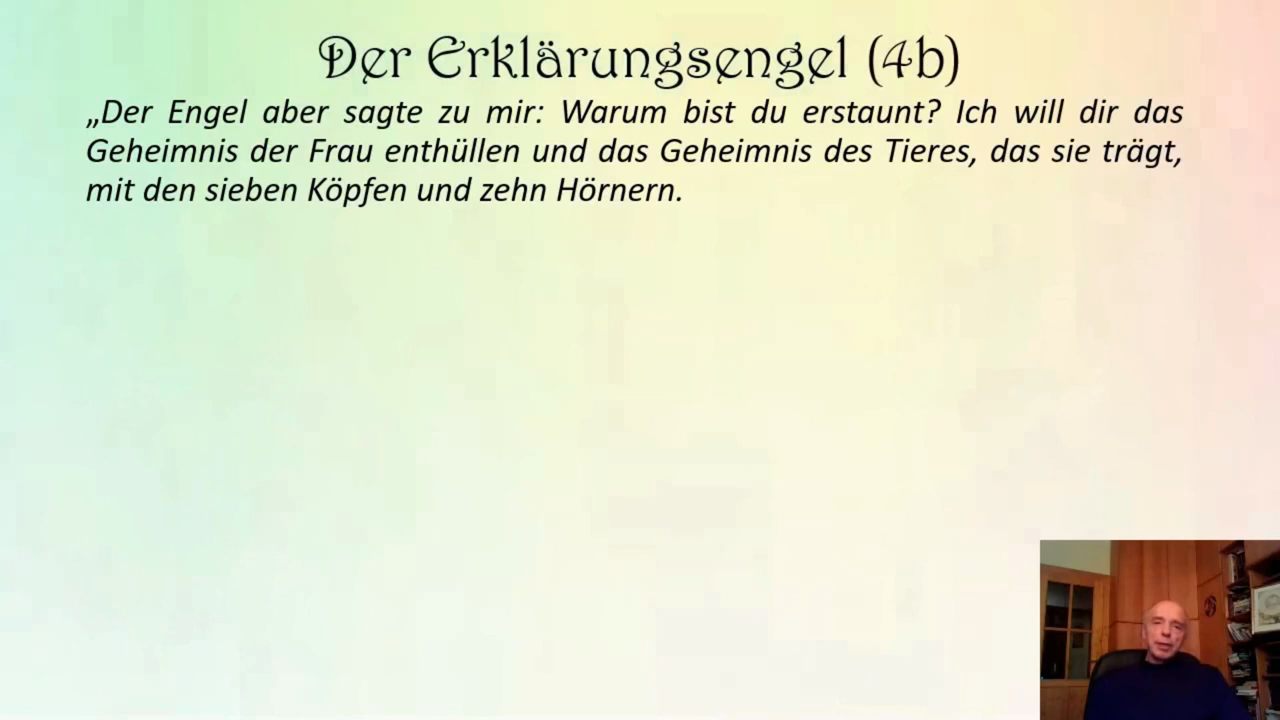 Der Erklärungsengel (4b)
„Der Engel aber sagte zu mir: Warum bist du erstaunt? Ich will dir das
Geheimnis der Frau enthüllen und das Geheimnis des Tieres, das sie trägt,
mit den sieben Köpfen und zehn Hörnern.